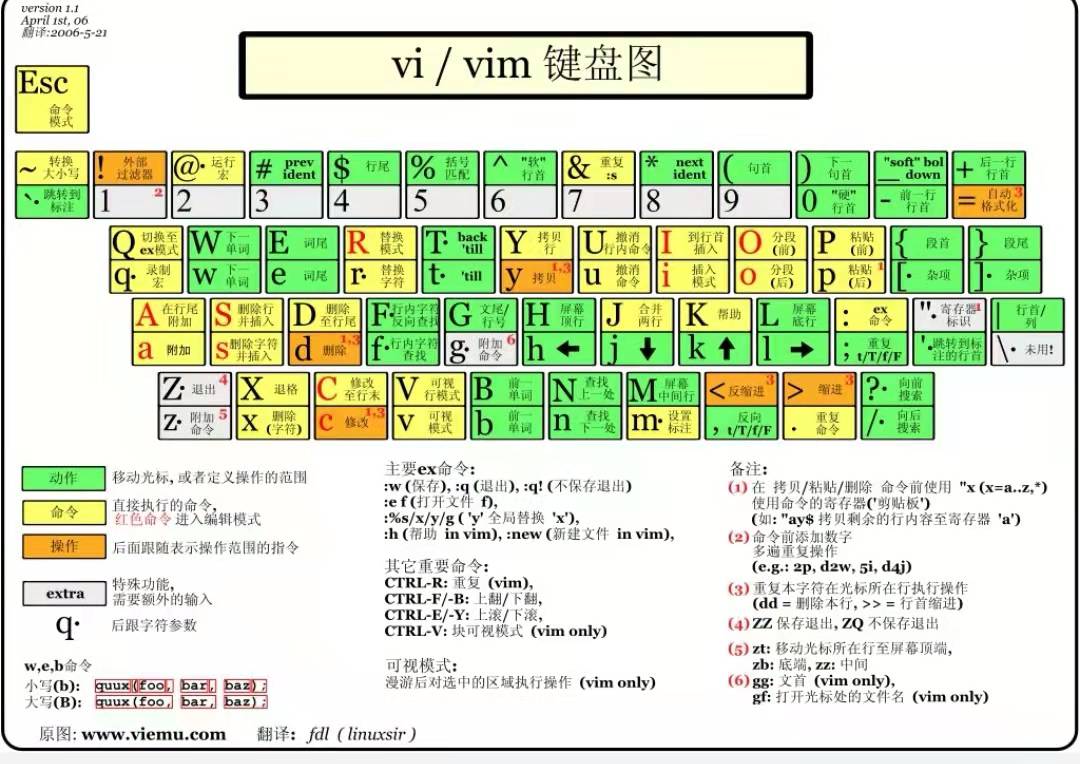 version 1.1
April 1st, 06
翻译:2006-5-21
vi / vim 键盘图
Esc
命令
模式
~ 转换
大小写
! 外部
过滤器
@· 运行
宏
# prev
ident
$ 行尾
% 括号
匹配
^ "软"
行首
& 重复
:s
* next
ident
( 句首
) 下一
句首
"soft" bol
_ down
+ 后一行
行首
`· 跳转到
标注
1 2
2
3
4
5
6
7
8
9
0 "硬"
行首
- 前一行
行首
= 自动 3
格式化
Q 切换至
ex模式
W 下一
单词
E 词尾
R 替换
模式
T· back
'till
Y 拷贝
行
U 撤消
行内命令
I 到行首
插入
O 分段
(前)
P 粘贴
(前)
{ 段首
} 段尾
q· 录制
宏
w 下一
单词
e 词尾
r· 替换
字符
t· 'till
y 拷贝 1,3
u 撤消
命令
i 插入
模式
o 分段
(后)
p 粘贴 1
(后)
[· 杂项
]· 杂项
A 在行尾
附加
S 删除行
并插入
D 删除
至行尾
F· 行内字符
反向查找
G 文尾/
行号
H 屏幕
顶行
J 合并
两行
K 帮助
L 屏幕
底行
: ex
命令
"· 寄存器 1
标识
| 行首/
列
a 附加
s 删除字符
并插入
d 删除 1,3
f· 行内字符
查找
g· 附加 6
命令
h ←
j ↓
k ↑
l →
; 重复
t/T/f/F
'· 跳转到标
注的行首
\· 未用!
Z· 退出 4
X 退格
C 修改
至行末
V 可视
行模式
B 前一
单词
N 查找
上一处
M 屏幕
中间行
< 反缩进 3
> 缩进 3
?· 向前
搜索
z· 附加 5
命令
x 删除
(字符)
c 修改 1,3
v 可视
模式
b 前一
单词
n 查找
下一处
m· 设置
标注
, 反向
t/T/f/F
. 重复
命令
/· 向后
搜索
动作 移动光标, 或者定义操作的范围
命令 直接执行的命令,
红色命令 进入编辑模式
操作 后面跟随表示操作范围的指令
extra 特殊功能,
需要额外的输入
q· 后跟字符参数
w,e,b命令
小写(b): quux(foo, bar, baz);
大写(B): quux(foo, bar, baz);
主要ex命令:
:w (保存), :q (退出), :q! (不保存退出)
:e f (打开文件 f),
:%s/x/y/g ( 'y' 全局替换 'x'),
:h (帮助 in vim), :new (新建文件 in vim),
其它重要命令:
CTRL-R: 重复 (vim),
CTRL-F/-B: 上翻/下翻,
CTRL-E/-Y: 上滚/下滚,
CTRL-V: 块可视模式 (vim only)
可视模式:
漫游后对选中的区域执行操作 (vim only)
备注:
(1) 在 拷贝/粘贴/删除 命令前使用 "x (x=a..z,*)
使用命令的寄存器('剪贴板')
(如: "ay$ 拷贝剩余的行内容至寄存器 'a')
(2) 命令前添加数字
多遍重复操作
(e.g.: 2p, d2w, 5i, d4j)
(3) 重复本字符在光标所在行执行操作
(dd = 删除本行, >> = 行首缩进)
(4) ZZ 保存退出, ZQ 不保存退出
(5) zt: 移动光标所在行至屏幕顶端,
zb: 底端, zz: 中间
(6) gg: 文首 (vim only),
gf: 打开光标处的文件名 (vim only)
原图: www.viemu.com 翻译: fdl (linuxsir)